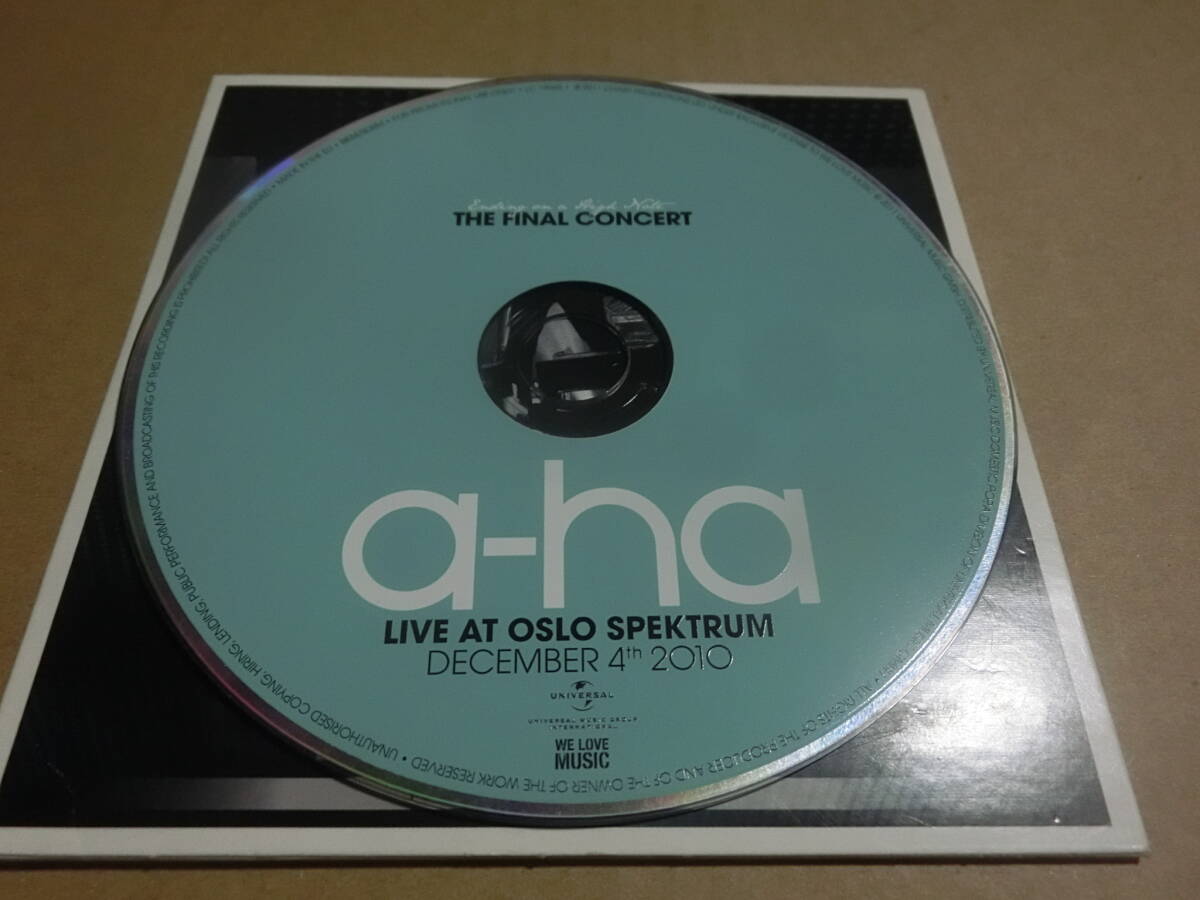 Ending on a High Note
THE FINAL CONCERT
a-ha
LIVE AT OSLO SPEKTRUM
DECEMBER 4th 2010
UNIVERSAL
UNIVERSAL MUSIC GROUP
INTERNATIONAL
WE LOVE
MUSIC
ALL RIGHTS OF THE PRODUCER AND OF THE OWNER OF THE WORK RESERVED • UNAUTHORISED COPYING, HIRING, LENDING, PUBLIC PERFORMANCE AND BROADCASTING OF THIS RECORDING IS PROHIBITED